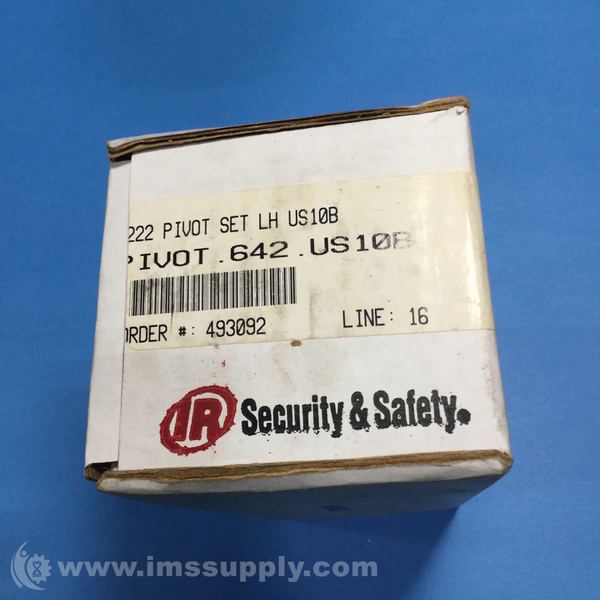 222 PIVOT SET LH US10B
PIVOT.642.US10B
ORDER #: 493092 LINE: 16
IR Security & Safety.
www.imssupply.com